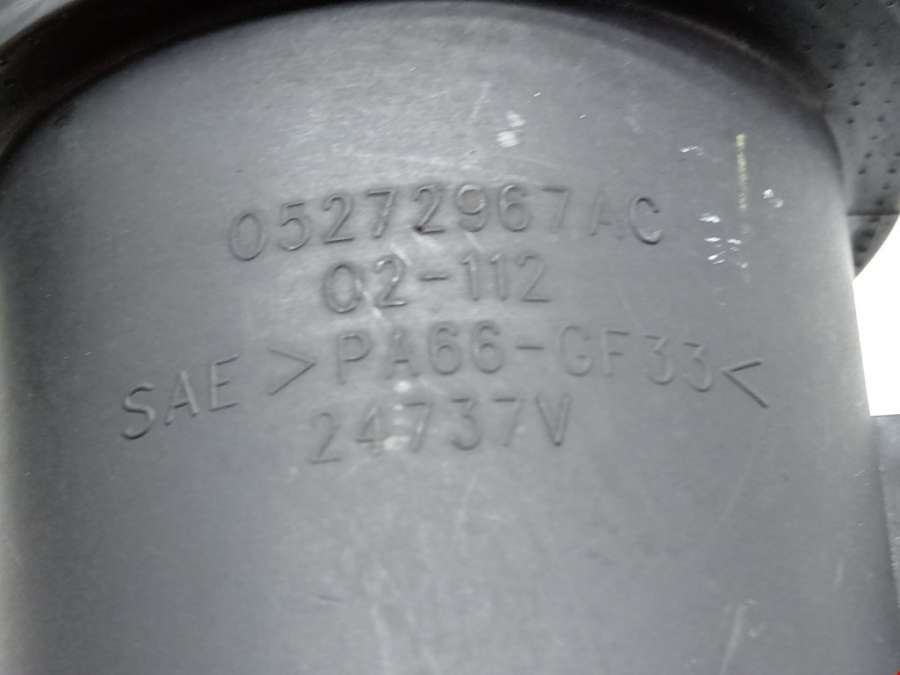 05272967AC
02-112
SAE >PA66-GF33<
24737V